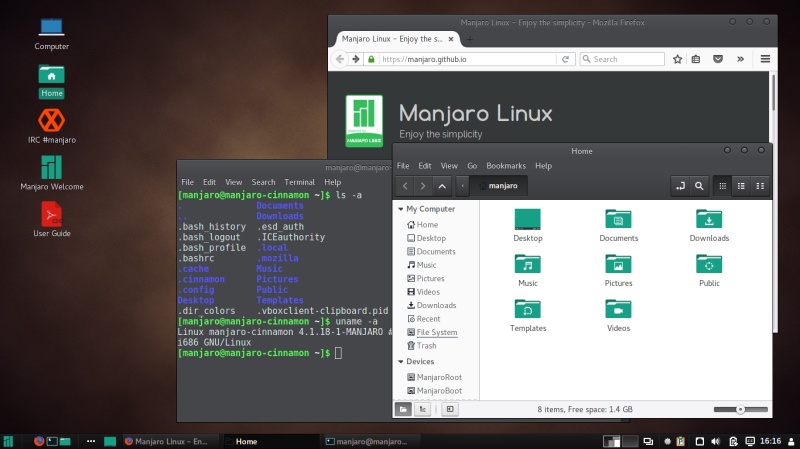 Computer
Home
IRC #manjaro
Manjaro Welcome
User Guide
Manjaro Linux – Enjoy the simplicity - Mozilla Firefox
Manjaro Linux – Enjoy the s...
https://manjaro.github.io
Search
MANJARO LINUX
Manjaro Linux
Enjoy the simplicity
manjaro@manjaro-
File Edit View Search Terminal Help
[manjaro@manjaro-cinnamon ~]$ ls -a
. Documents
.. Downloads
.bash_history .esd_auth
.bash_logout .ICEauthority
.bash_profile .local
.bashrc .mozilla
.cache Music
.cinnamon Pictures
.config Public
Desktop Templates
.dir_colors .vboxclient-clipboard.pid
[manjaro@manjaro-cinnamon ~]$ uname -a
Linux manjaro-cinnamon 4.1.18-1-MANJARO #
i686 GNU/Linux
[manjaro@manjaro-cinnamon ~]$
Home
File Edit View Go Bookmarks Help
manjaro
My Computer
Home
Desktop
Documents
Music
Pictures
Videos
Downloads
Recent
File System
Trash
Devices
ManjaroRoot
ManjaroBoot
Desktop Documents Downloads
Music Pictures Public
Templates Videos
8 items, Free space: 1.4 GB
Manjaro Linux – En... Home manjaro@manjaro... 16:16